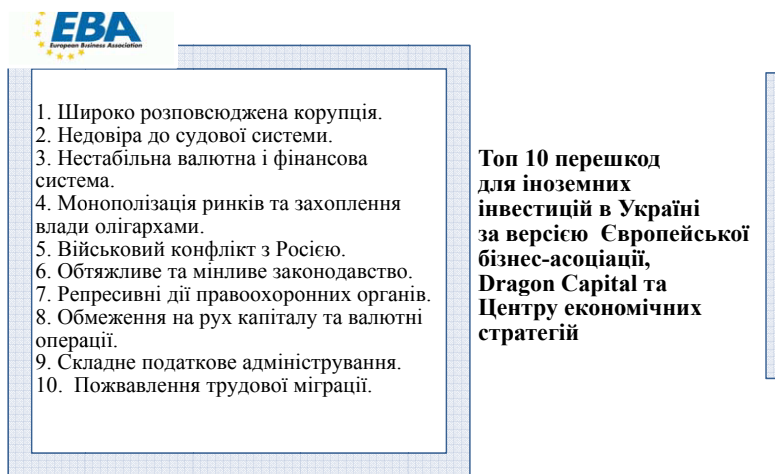 EBA
European Business Association
1. Широко розповсюджена корупція.
2. Недовіра до судової системи.
3. Нестабільна валютна і фінансова
система.
4. Монополізація ринків та захоплення
влади олігархами.
5. Військовий конфлікт з Росією.
6. Обтяжливе та мінливе законодавство.
7. Репресивні дії правоохоронних органів.
8. Обмеження на рух капіталу та валютні
операції.
9. Складне податкове адміністрування.
10. Пожвавлення трудової міграції.
Топ 10 перешкод
для іноземних
інвестицій в Україні
за версією Європейської
бізнес-асоціації,
Dragon Capital та
Центру економічних
стратегій